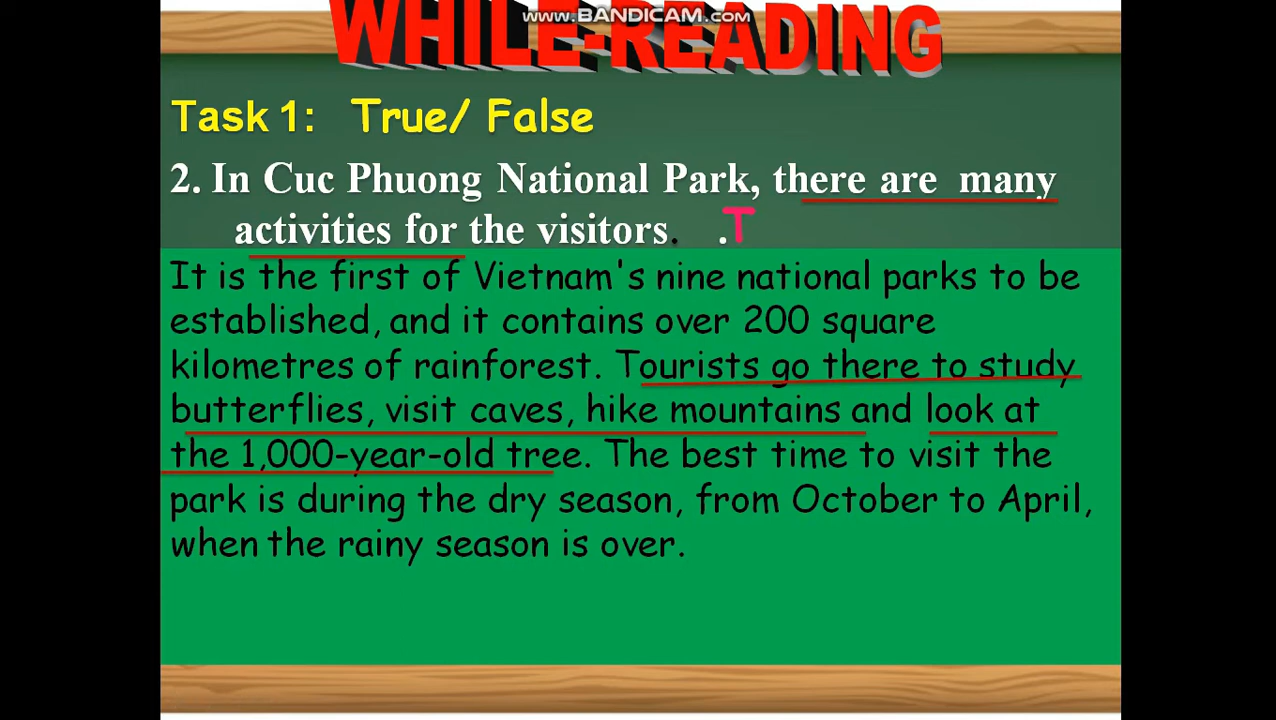 WWW.BANDICAM.COM
WHILE-READING
Task 1: True/ False
2. In Cuc Phuong National Park, there are many
activities for the visitors. .T
It is the first of Vietnam's nine national parks to be
established, and it contains over 200 square
kilometres of rainforest. Tourists go there to study
butterflies, visit caves, hike mountains and look at
the 1,000-year-old tree. The best time to visit the
park is during the dry season, from October to April,
when the rainy season is over.